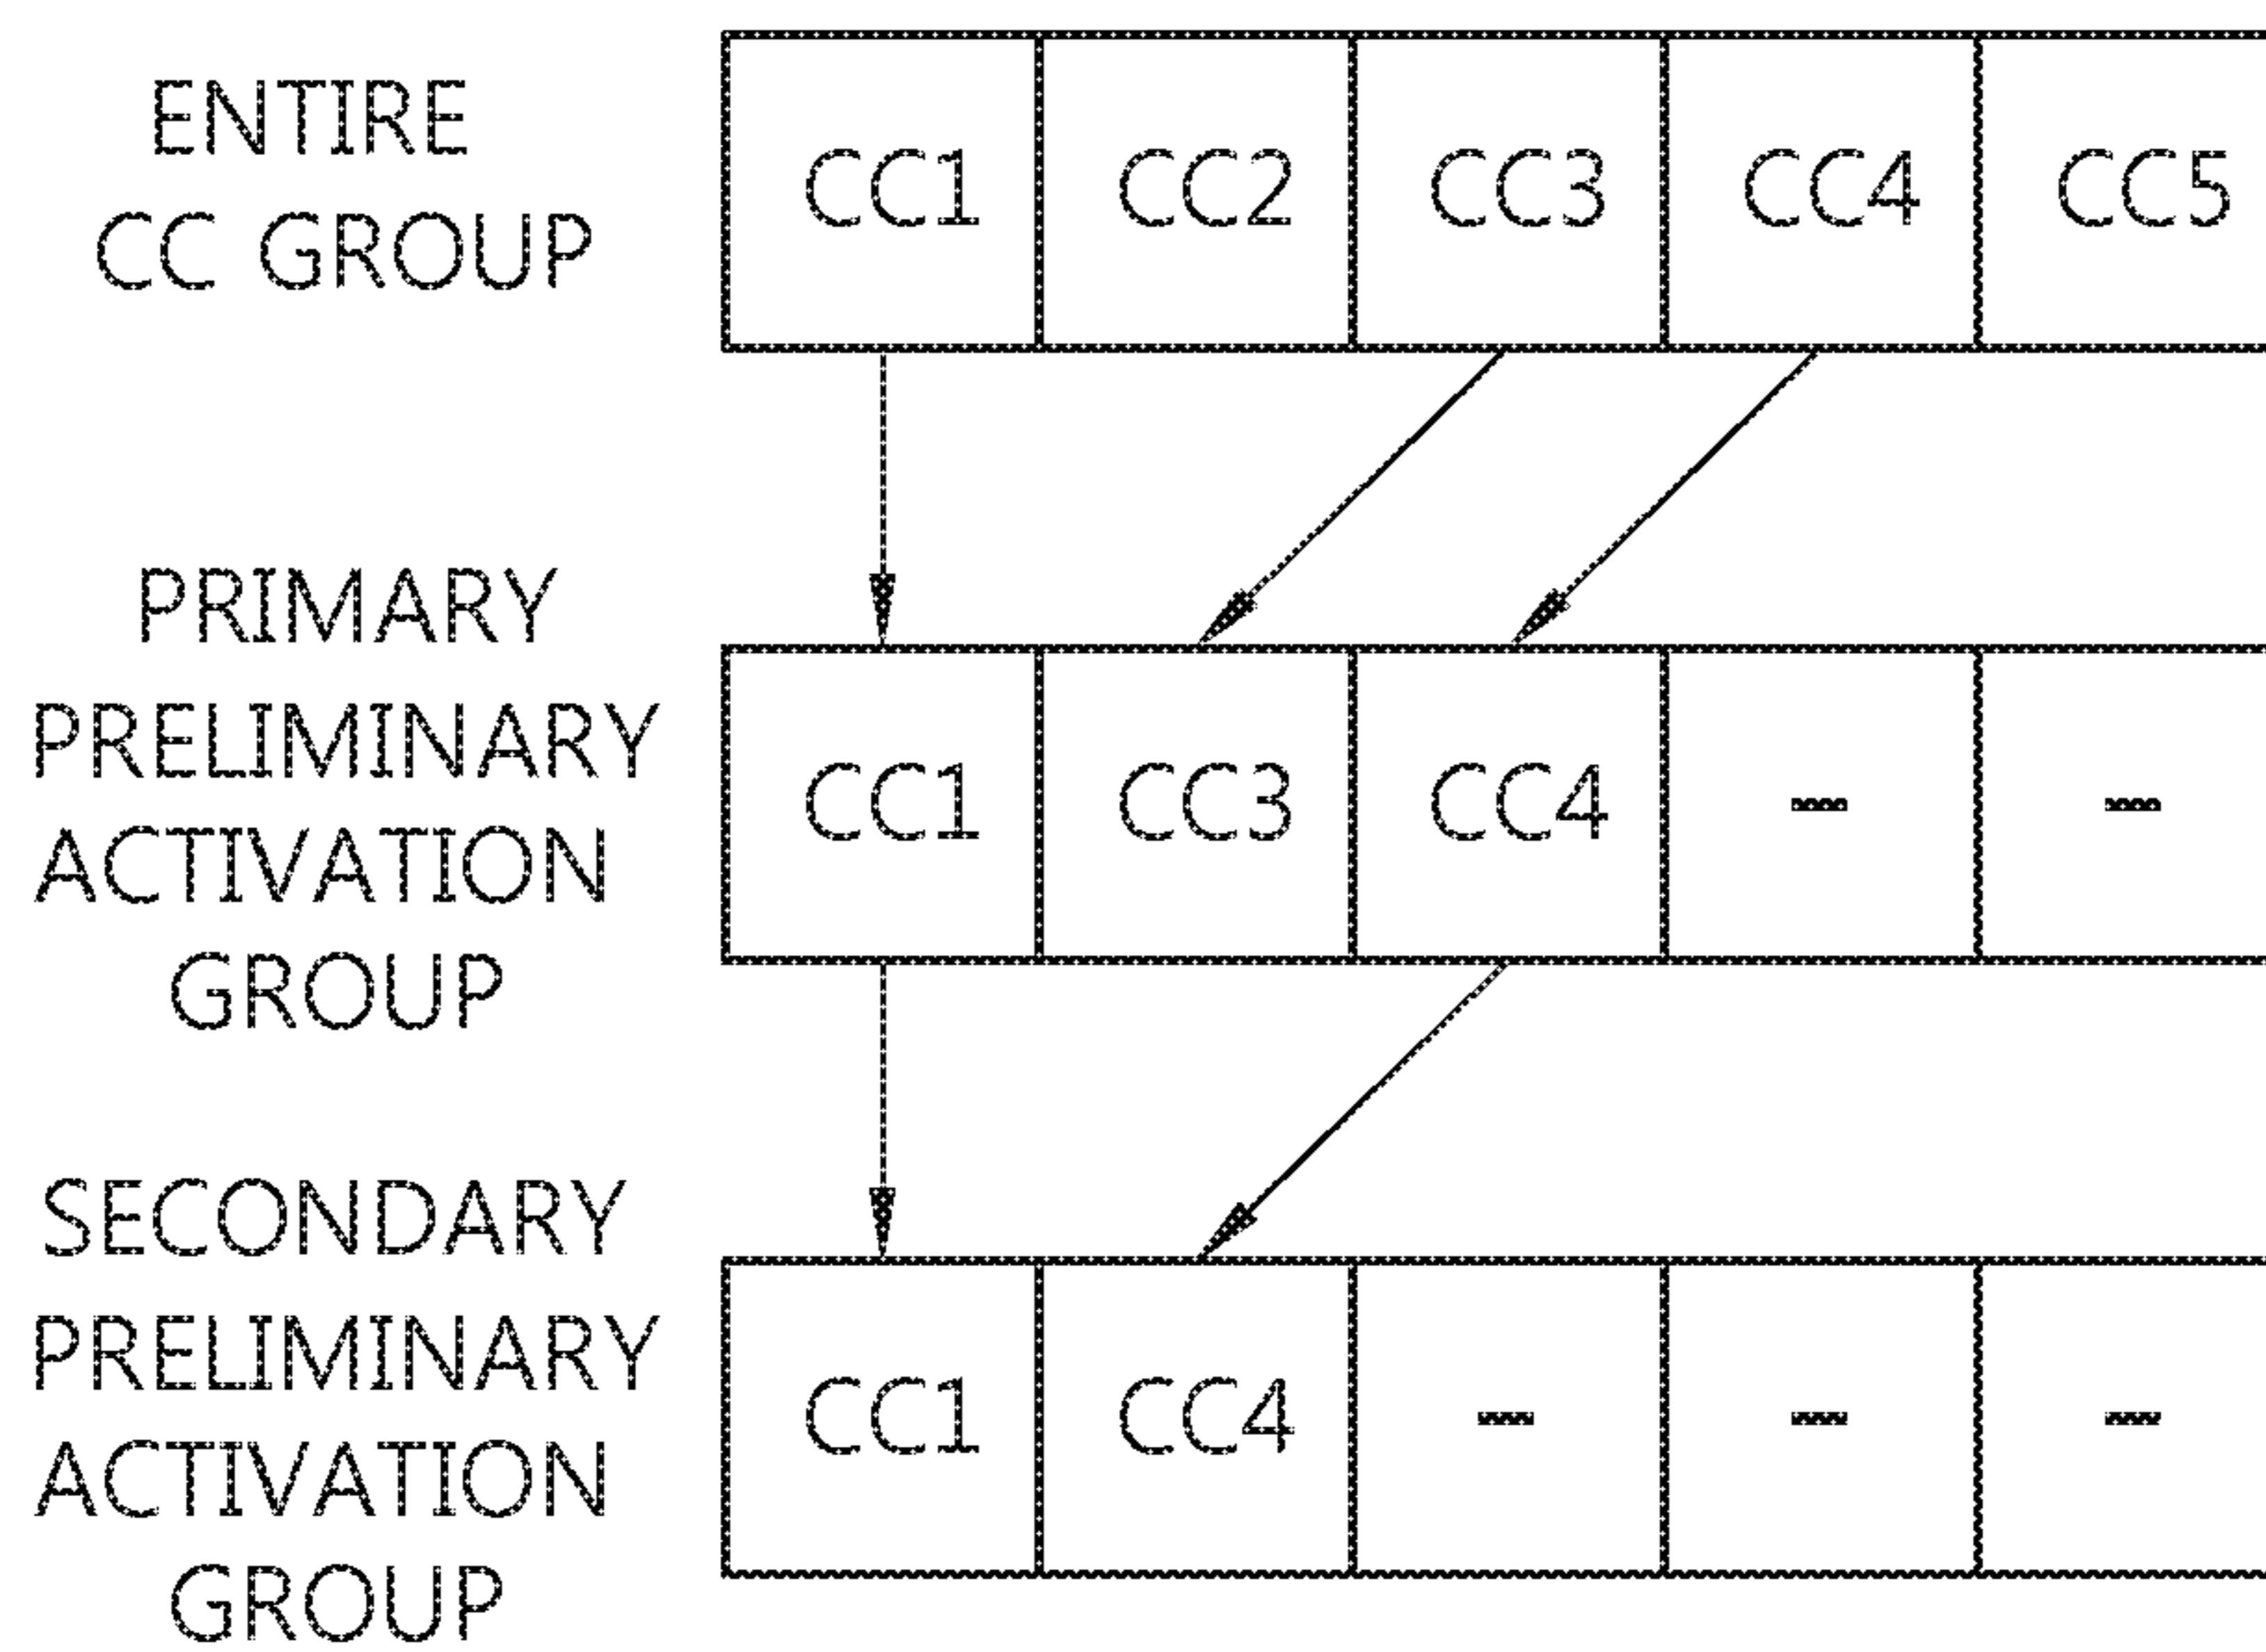 ENTIRE
CC GROUP
CC1 CC2 CC3 CC4 CC5
PRIMARY
PRELIMINARY
ACTIVATION
GROUP
CC1 CC3 CC4 - -
SECONDARY
PRELIMINARY
ACTIVATION
GROUP
CC1 CC4 - - -